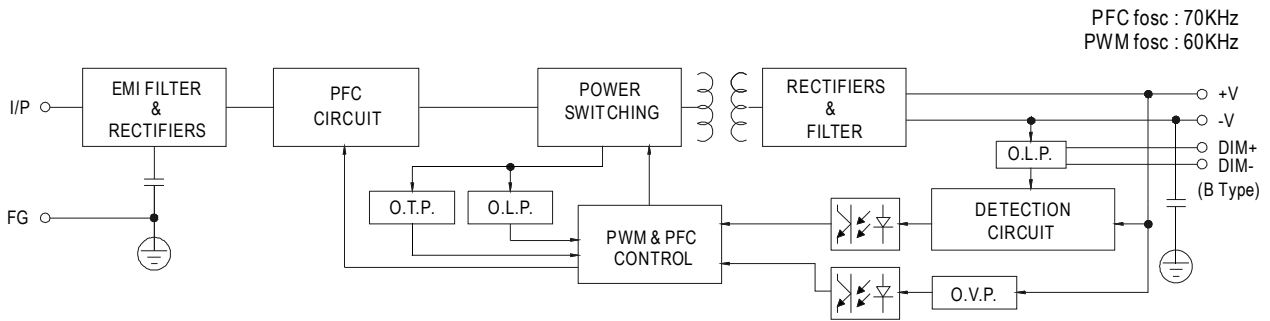 PFC fosc : 70KHz
PWM fosc : 60KHz
I/P
EMI FILTER
&
RECTIFIERS
PFC
CIRCUIT
POWER
SWITCHING
RECTIFIERS
&
FILTER
+V
-V
DIM+
DIM-
(B Type)
O.L.P.
FG
O.T.P.
O.L.P.
PWM & PFC
CONTROL
DETECTION
CIRCUIT
O.V.P.